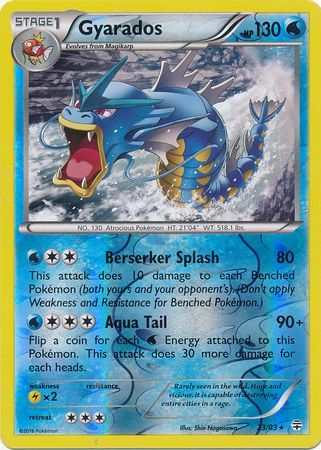 STAGE1
Gyarados
HP130
Evolves from Magikarp
NO. 130 Atrocious Pokémon HT: 21'04" WT: 518.1 lbs.
Berserker Splash 80
This attack does 10 damage to each Benched
Pokémon (both yours and your opponent's). (Don't apply
Weakness and Resistance for Benched Pokémon.)
Aqua Tail 90+
Flip a coin for each Energy attached to this
Pokémon. This attack does 30 more damage for
each heads.
weakness resistance
×2
retreat
Rarely seen in the wild. Huge and
vicious, it is capable of destroying
entire cities in a rage.
©2016 Pokémon
Illus. Shin Nagasawa
23/83★